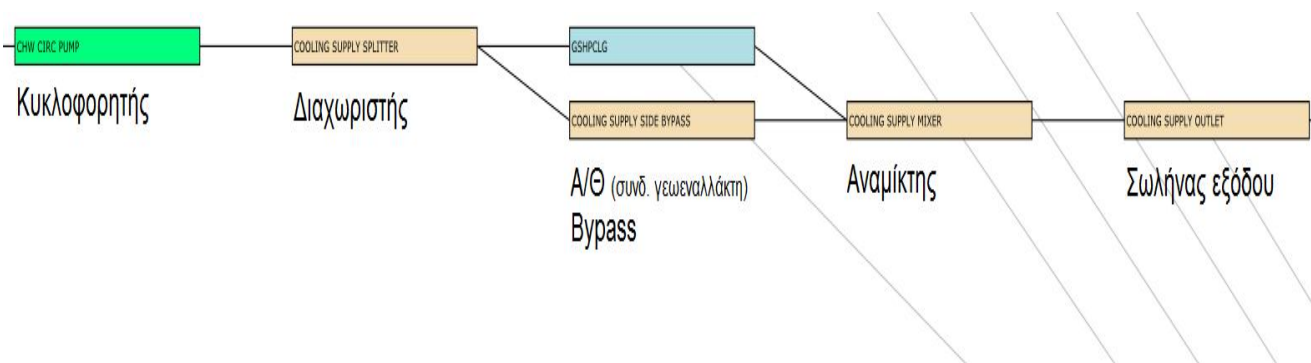 CHW CIRC PUMP
COOLING SUPPLY SPLITTER
GSHPCLG
Κυκλοφορητής
Διαχωριστής
COOLING SUPPLY SIDE BYPASS
COOLING SUPPLY MIXER
COOLING SUPPLY OUTLET
Α/Θ (συνδ. γεωεναλλάκτη)
Bypass
Αναμίκτης
Σωλήνας εξόδου